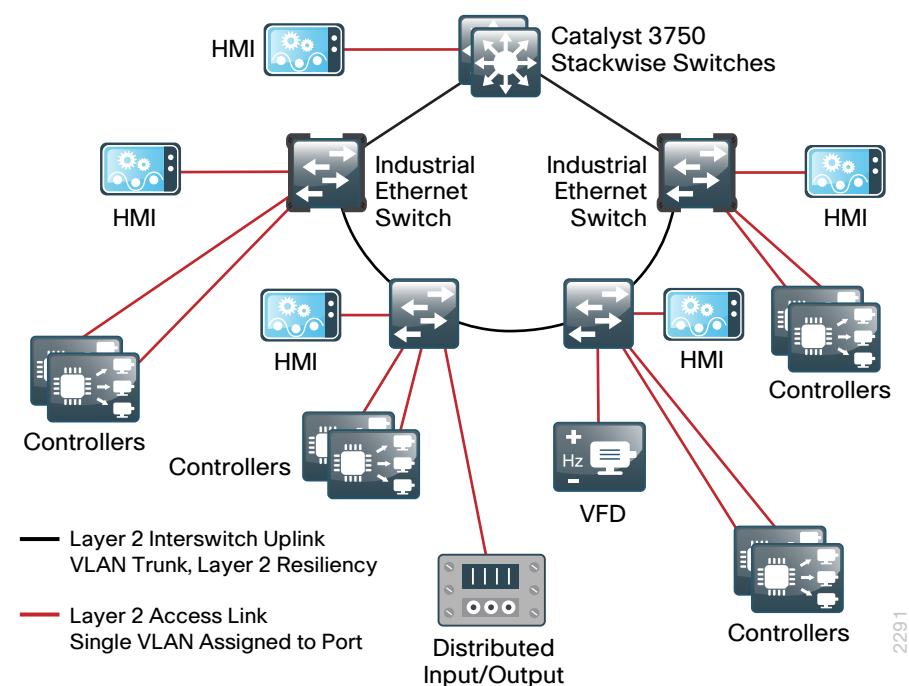 HMI
Catalyst 3750
Stackwise Switches
HMI
Industrial
Ethernet
Switch
Industrial
Ethernet
Switch
HMI
HMI
HMI
Controllers
Controllers
Controllers
+
Hz
-
VFD
Layer 2 Interswitch Uplink
VLAN Trunk, Layer 2 Resiliency
Layer 2 Access Link
Single VLAN Assigned to Port
Distributed
Input/Output
Controllers
2291